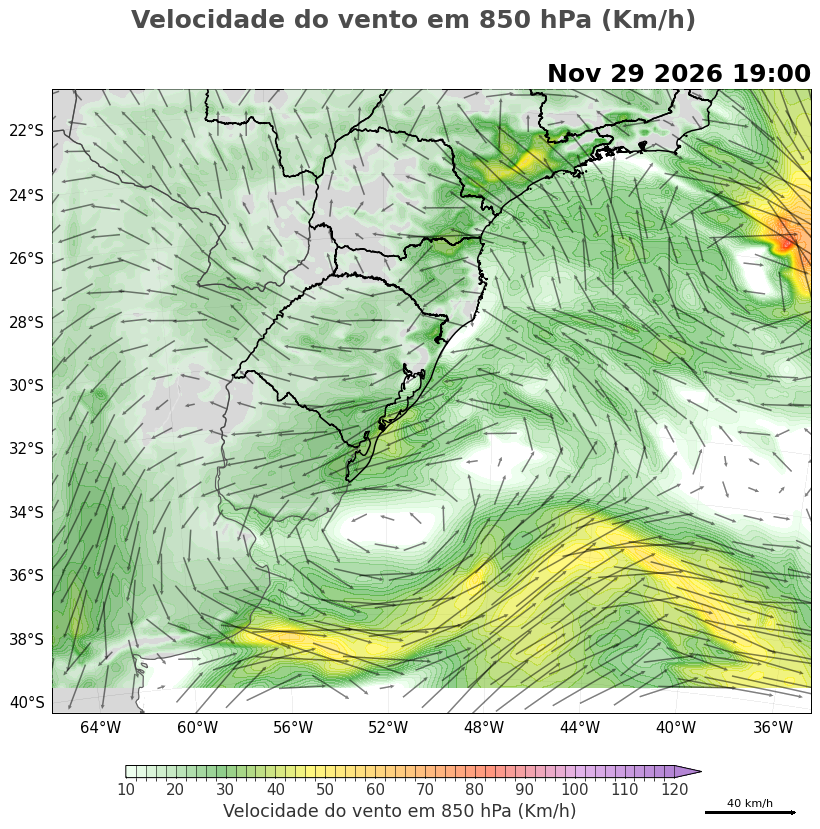 Velocidade do vento em 850 hPa (Km/h)
Nov 29 2026 19:00
22°S
24°S
26°S
28°S
30°S
32°S
34°S
36°S
38°S
40°S
64°W 60°W 56°W 52°W 48°W 44°W 40°W 36°W
10 20 30 40 50 60 70 80 90 100 110 120
Velocidade do vento em 850 hPa (Km/h)
40 km/h